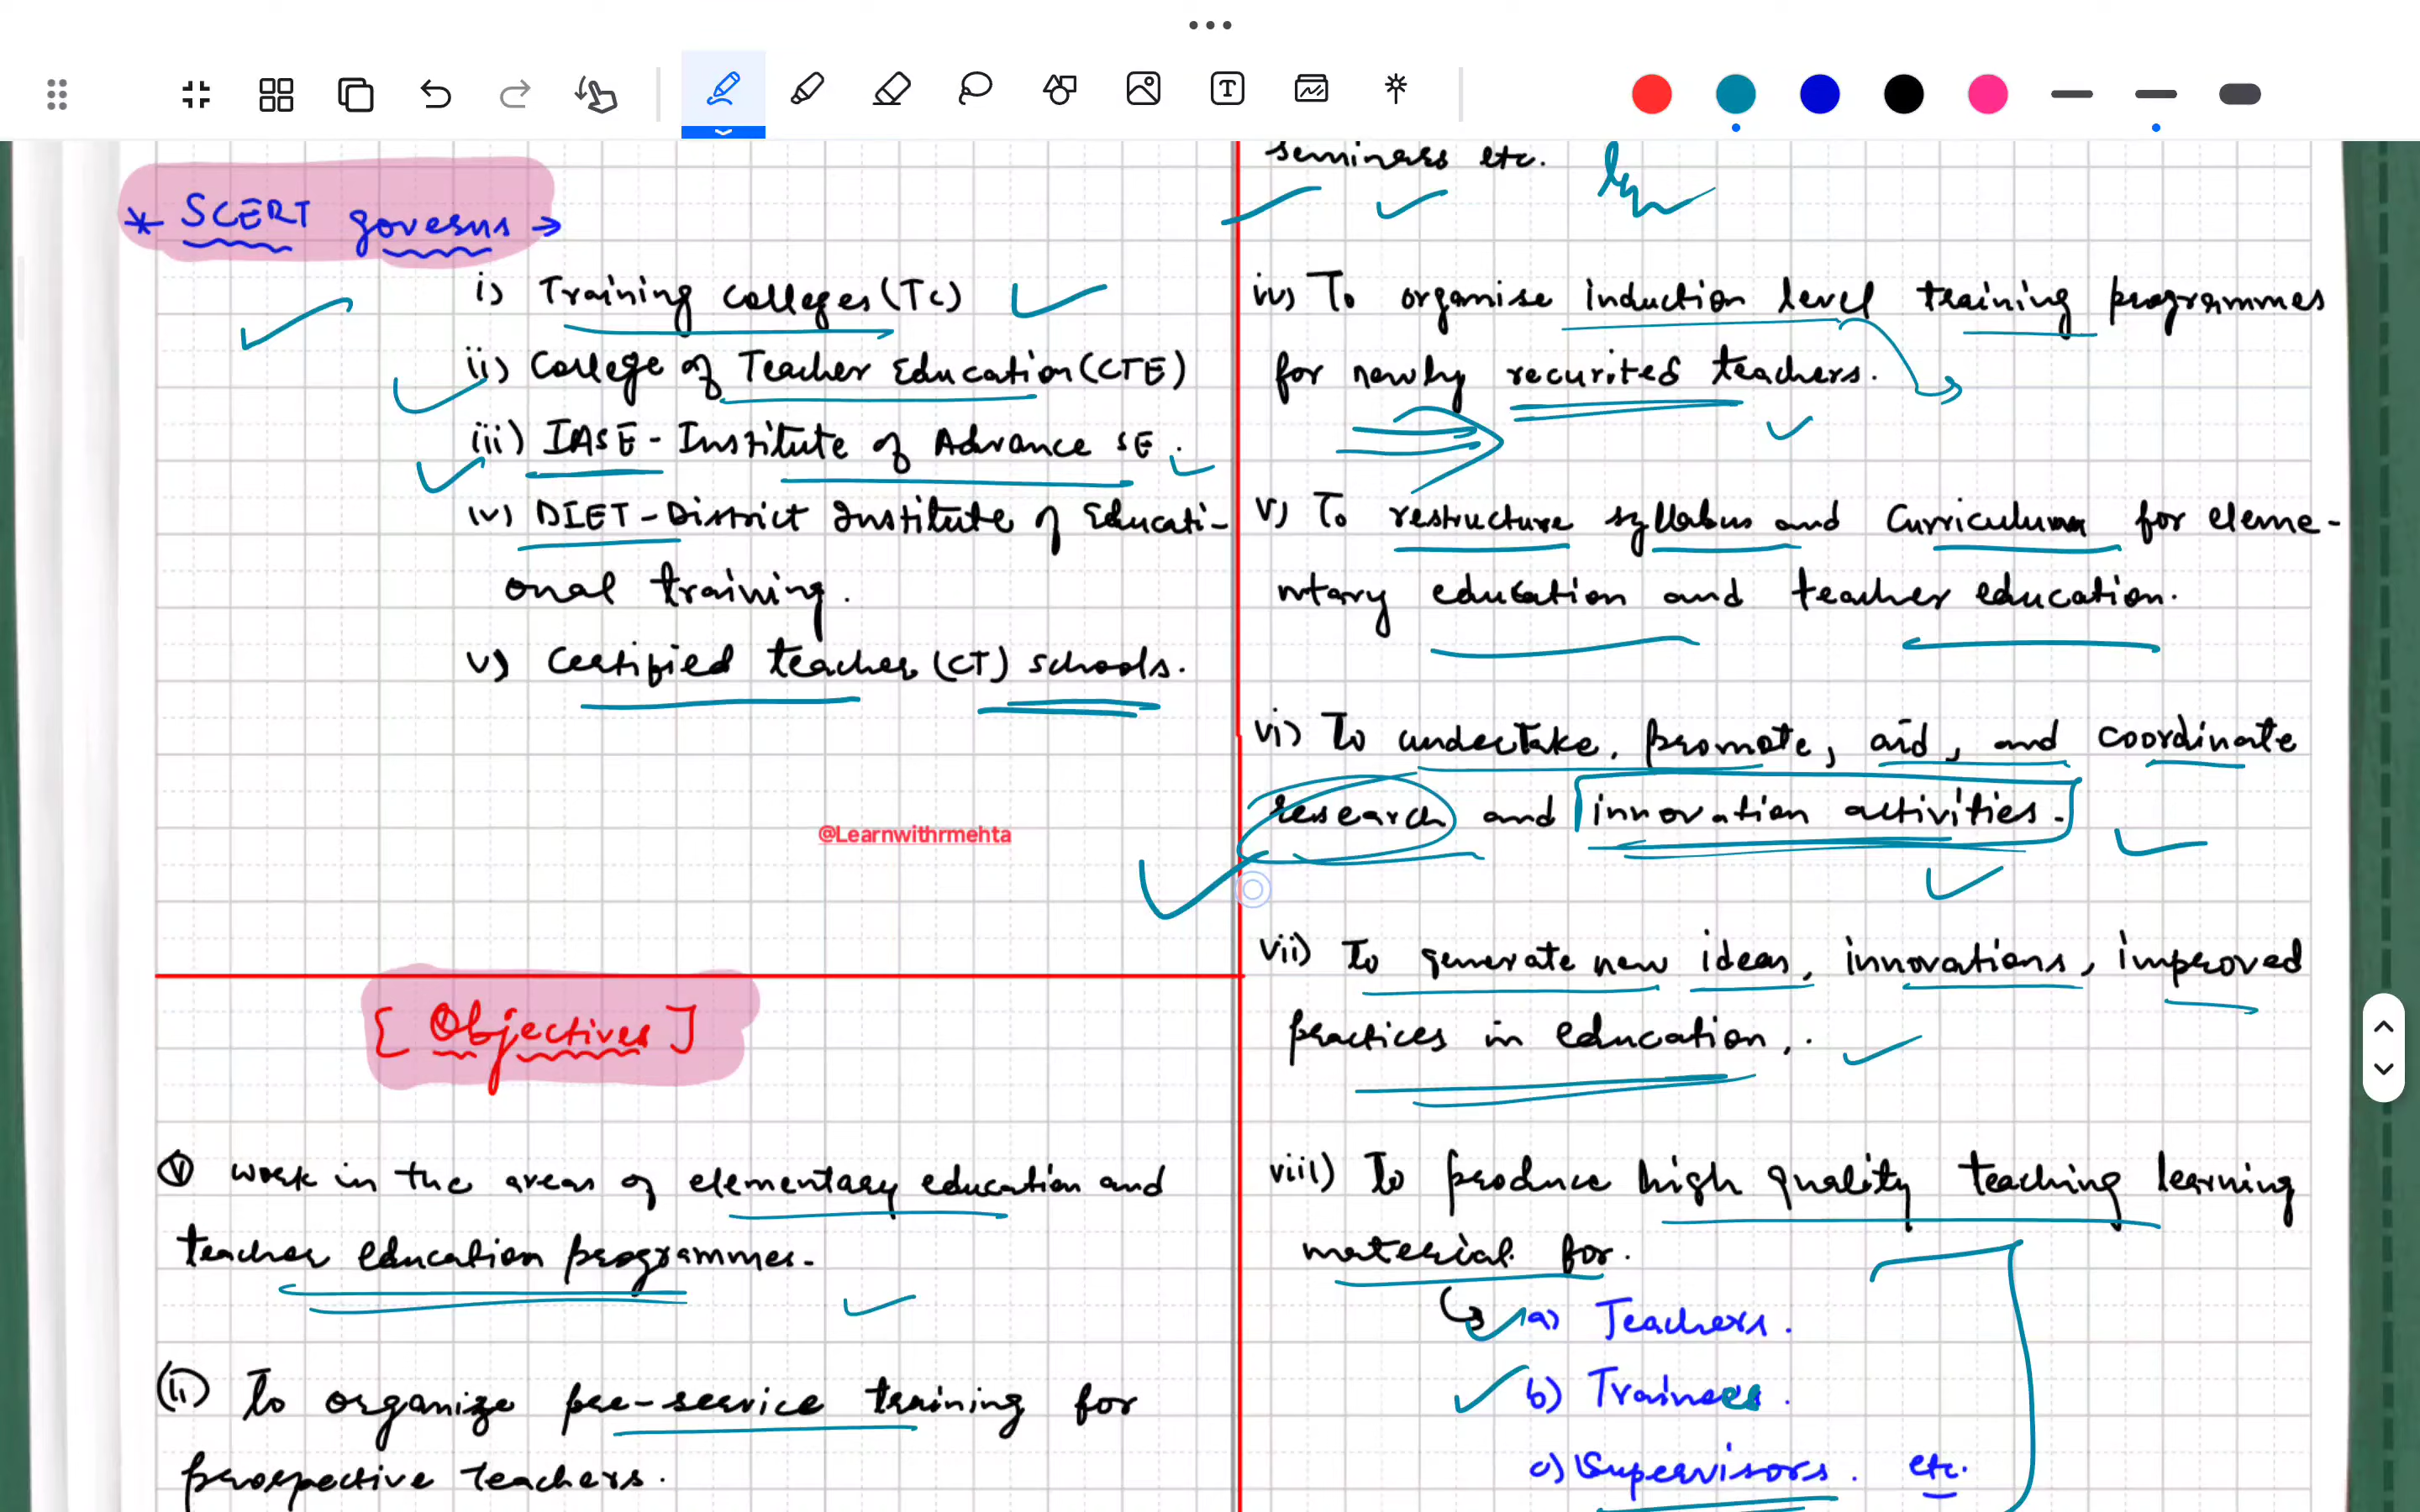 * SCERT governs →
i) Training Colleges (TC)
ii) College of Teacher Education (CTE)
iii) IASE - Institute of Advance SE.
iv) DIET - District Institute of Educati-
onal training.
v) Certified teacher (CT) schools.
@Learnwithrmehta
[ Objectives ]
work in the areas of elementary education and
teacher education programmes.
(ii) To organize pre-service training for
prospective teachers.
seminars etc.
iv) To organise induction level training programmes
for newly recurited teachers.
v) To restructure syllabus and Curriculum for eleme-
ntary education and teacher education.
vi) To undertake, promote, aid, and coordinate
research and innovation activities.
vii) To generate new ideas, innovations, improved
practices in education,.
viii) To produce high quality teaching learning
material for.
a) Teachers.
b) Trainees.
c) Supervisors. etc.